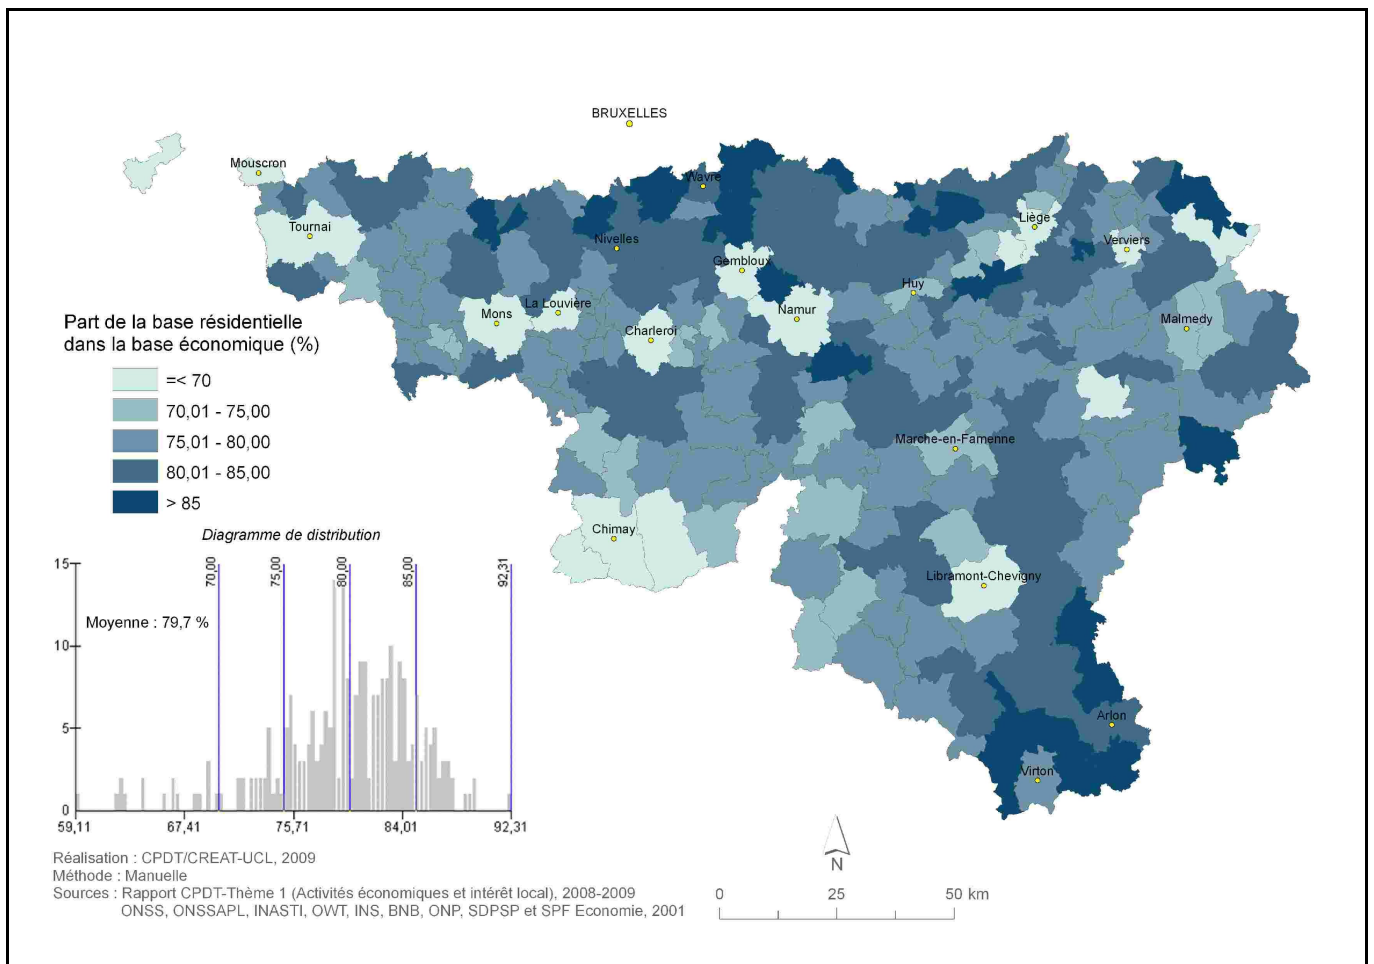 BRUXELLES
Mouscron
Wavre
Tournai
Liège
Nivelles
Verviers
Gembloux
Huy
La Louvière
Mons
Namur
Charleroi
Malmedy
Part de la base résidentielle
dans la base économique (%)
=< 70
70,01 - 75,00
75,01 - 80,00
80,01 - 85,00
> 85
Marche-en-Famenne
Chimay
Libramont-Chevigny
Arlon
Virton
Diagramme de distribution
70,00
75,00
80,00
85,00
92,31
15
10
5
0
Moyenne : 79,7 %
59,11
67,41
75,71
84,01
92,31
N
Réalisation : CPDT/CREAT-UCL, 2009
Méthode : Manuelle
Sources : Rapport CPDT-Thème 1 (Activités économiques et intérêt local), 2008-2009
ONSS, ONSSAPL, INASTI, OWT, INS, BNB, ONP, SDPSP et SPF Economie, 2001
0 25 50 km